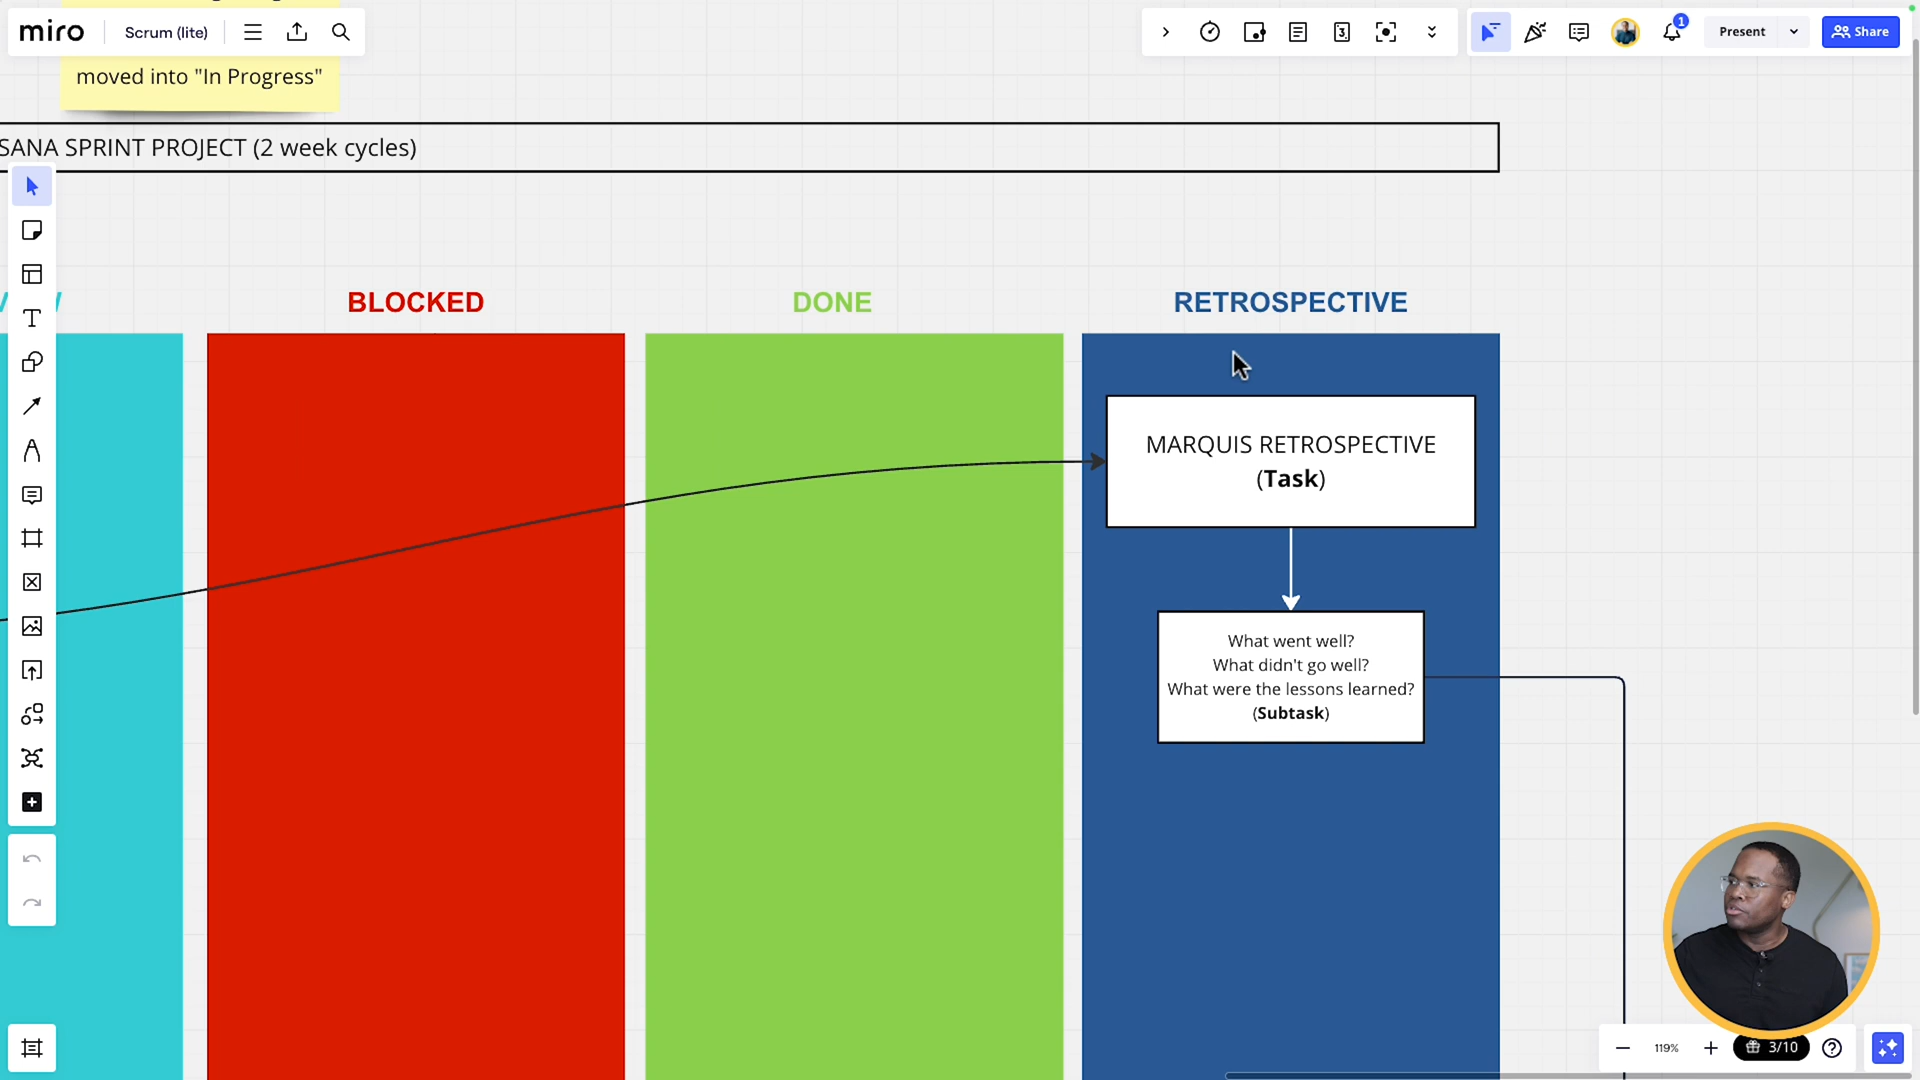 miro
Scrum (lite)
3
1
Present
Share
moved into "In Progress"
SANA SPRINT PROJECT (2 week cycles)
BLOCKED
DONE
RETROSPECTIVE
MARQUIS RETROSPECTIVE
(Task)
What went well?
What didn't go well?
What were the lessons learned?
(Subtask)
119%
3/10